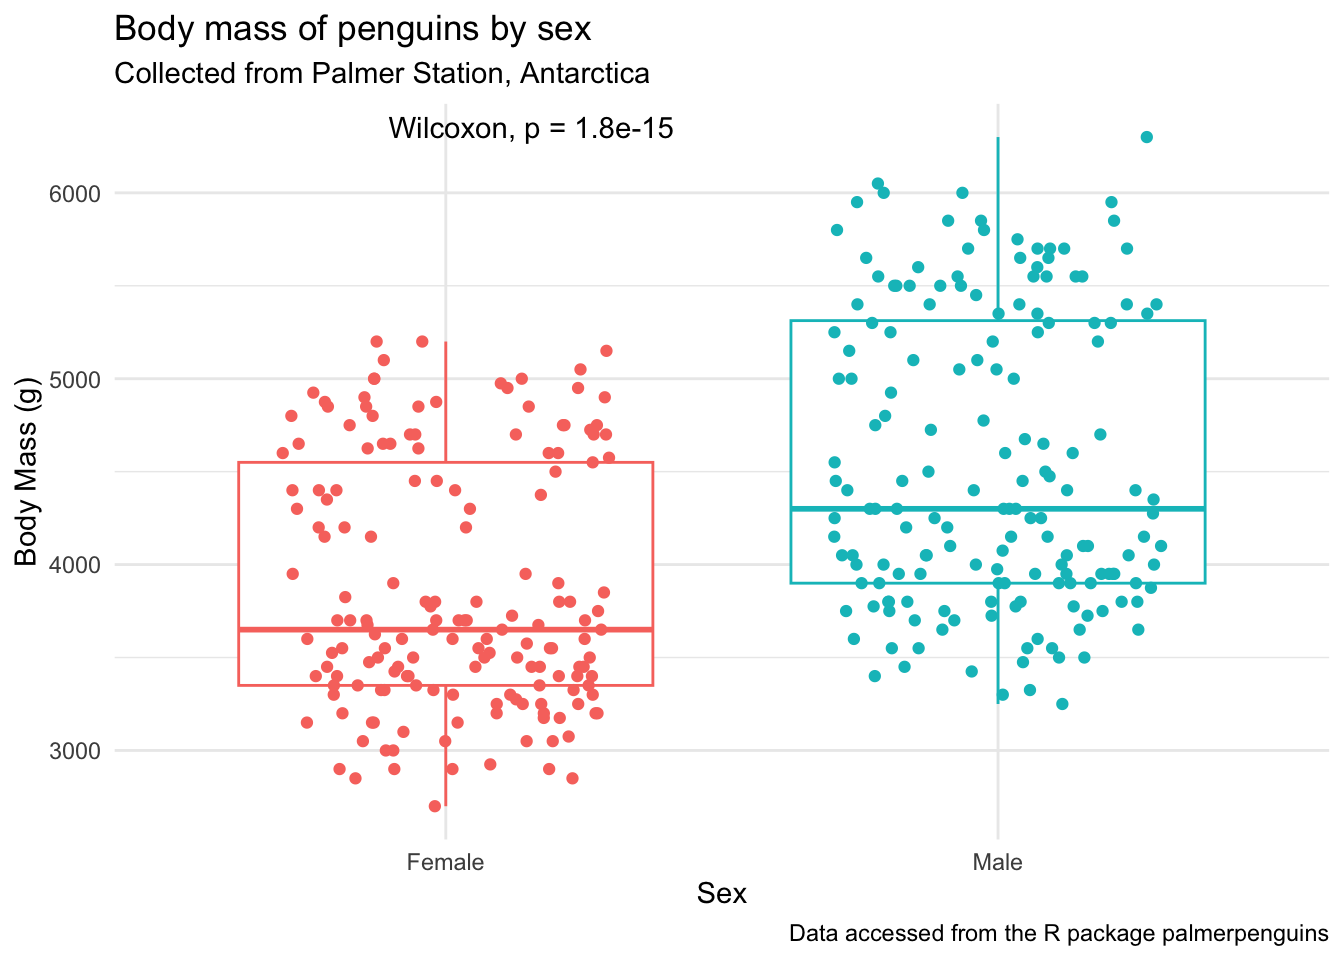 Body mass of penguins by sex
Collected from Palmer Station, Antarctica
Wilcoxon, p = 1.8e-15
6000
5000
4000
3000
Body Mass (g)
Female
Male
Sex
Data accessed from the R package palmerpenguins